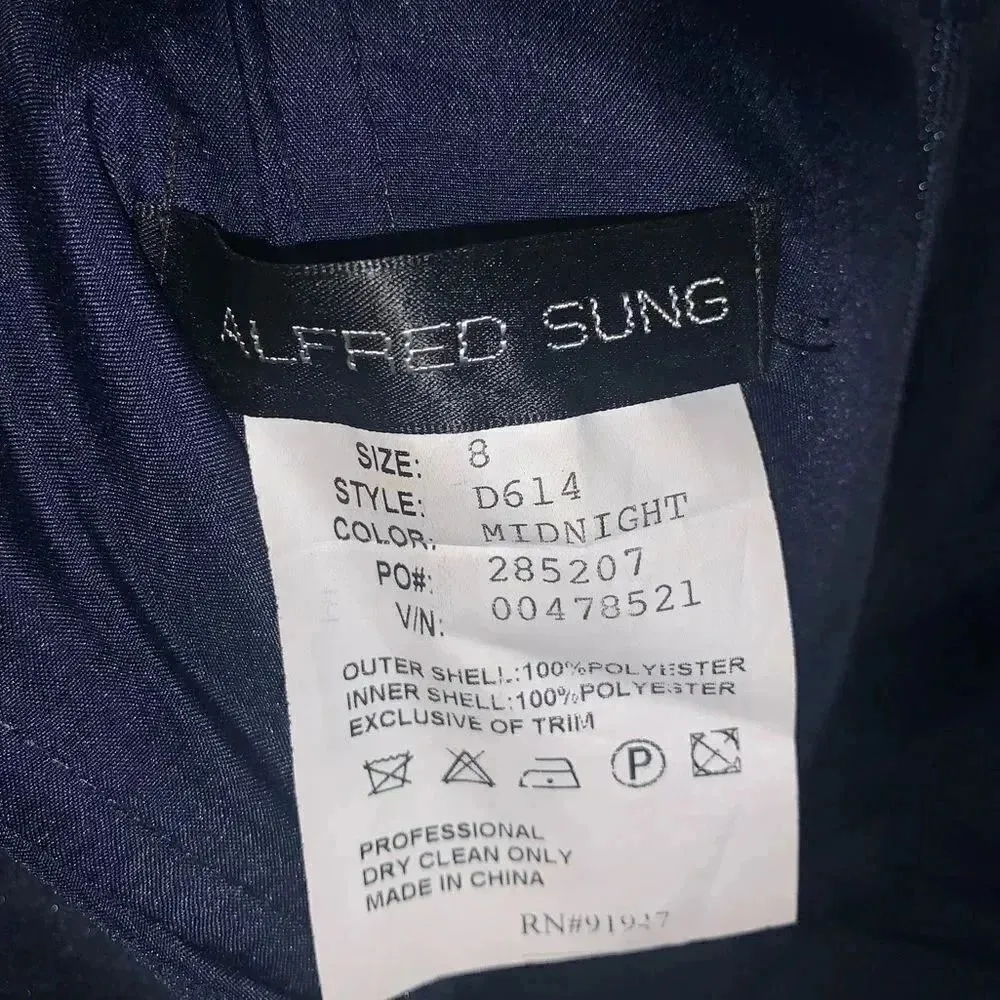 ALFRED SUNG
SIZE: 8
STYLE: D614
COLOR: MIDNIGHT
PO#: 285207
V/N: 00478521
OUTER SHELL:100%POLYESTER
INNER SHELL:100%POLYESTER
EXCLUSIVE OF TRIM
P
PROFESSIONAL
DRY CLEAN ONLY
MADE IN CHINA